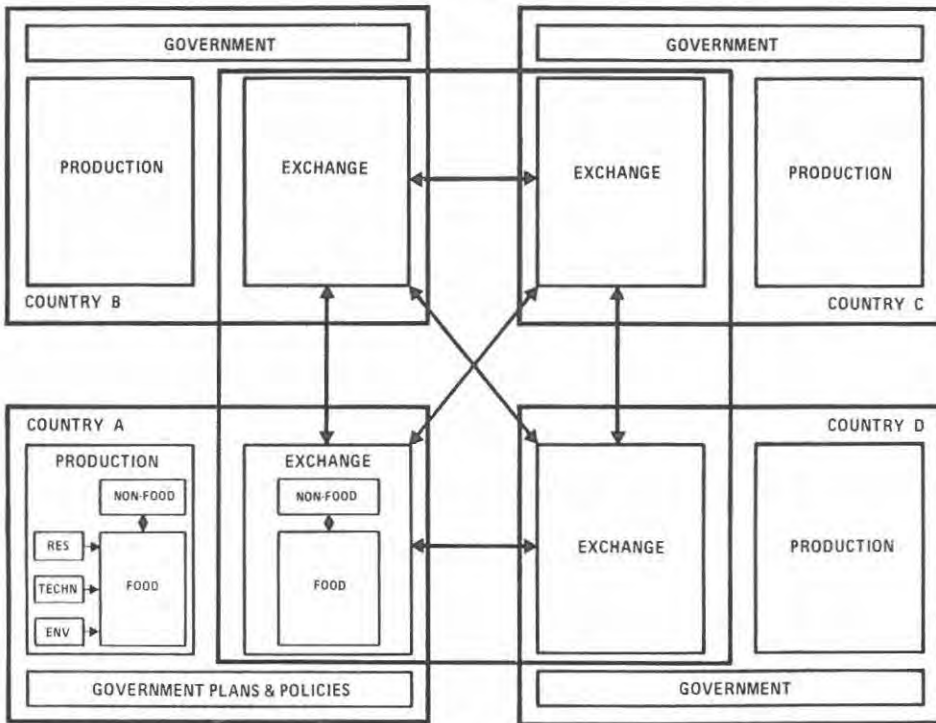 GOVERNMENT
PRODUCTION
EXCHANGE
COUNTRY B
GOVERNMENT
EXCHANGE
PRODUCTION
COUNTRY C
COUNTRY A
PRODUCTION
NON-FOOD
RES
TECHN
ENV
FOOD
EXCHANGE
NON-FOOD
FOOD
GOVERNMENT PLANS & POLICIES
COUNTRY D
EXCHANGE
PRODUCTION
GOVERNMENT